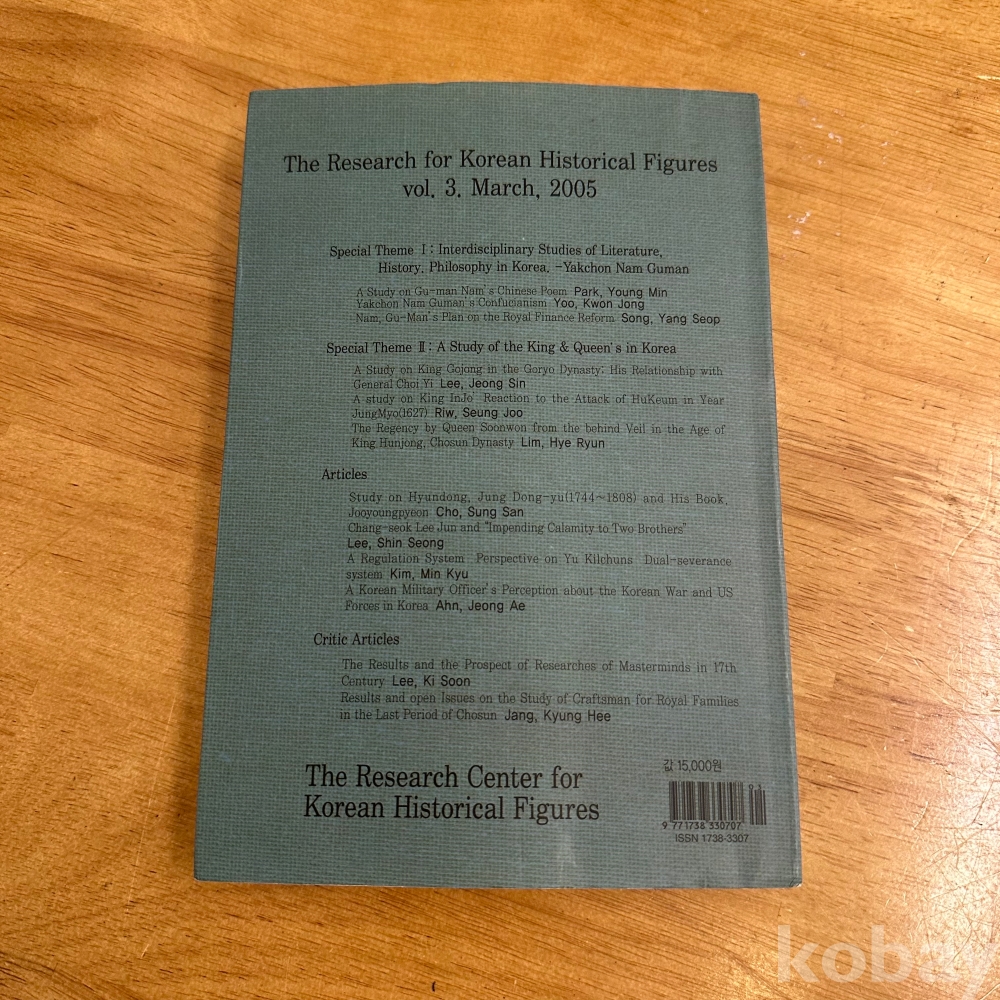 The Research for Korean Historical Figures
vol. 3. March, 2005
Special Theme Ⅰ: Interdisciplinary Studies of Literature,
History, Philosophy in Korea. -Yakchon Nam Guman
A Study on Gu-man Nam's Chinese Poem Park, Young Min
Yakchon Nam Guman's Confucianism Yoo, Kwon Jong
Nam, Gu-Man's Plan on the Royal Finance Reform Song, Yang Seop
Special Theme Ⅱ: A Study of the King & Queen's in Korea
A Study on King Gojong in the Goryo Dynasty: His Relationship with
General Choi Yi Lee, Jeong Sin
A study on King InJo' Reaction to the Attack of HuKeum in Year
JungMyo(1627) Riw, Seung Joo
The Regency by Queen Soonwon from the behind Veil in the Age of
King Hunjong, Chosun Dynasty Lim, Hye Ryun
Articles
Study on Hyundong, Jung Dong-yu(1744~1808) and His Book,
Jooyoungpyeon Cho, Sung San
Chang-seok Lee Jun and "Impending Calamity to Two Brothers"
Lee, Shin Seong
A Regulation System Perspective on Yu Kilchuns Dual-severance
system Kim, Min Kyu
A Korean Military Officer's Perception about the Korean War and US
Forces in Korea Ahn, Jeong Ae
Critic Articles
The Results and the Prospect of Researches of Masterminds in 17th
Century Lee, Ki Soon
Results and open Issues on the Study of Craftsman for Royal Families
in the Last Period of Chosun Jang, Kyung Hee
The Research Center for
Korean Historical Figures
값 15,000원
01
9 771738 330707
ISSN 1738-3307
kobay